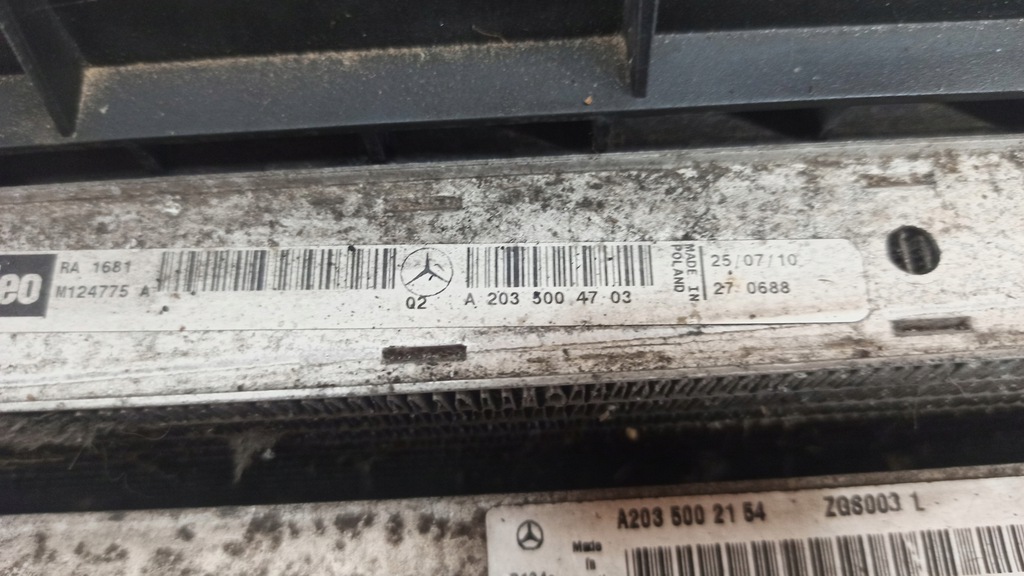 eo
RA 1681
M124775 A
Q2
A 203 500 47 03
MADE IN
POLAND
25/07/10
27 0688
A203 500 21 54 ZGS003 L
Made
in